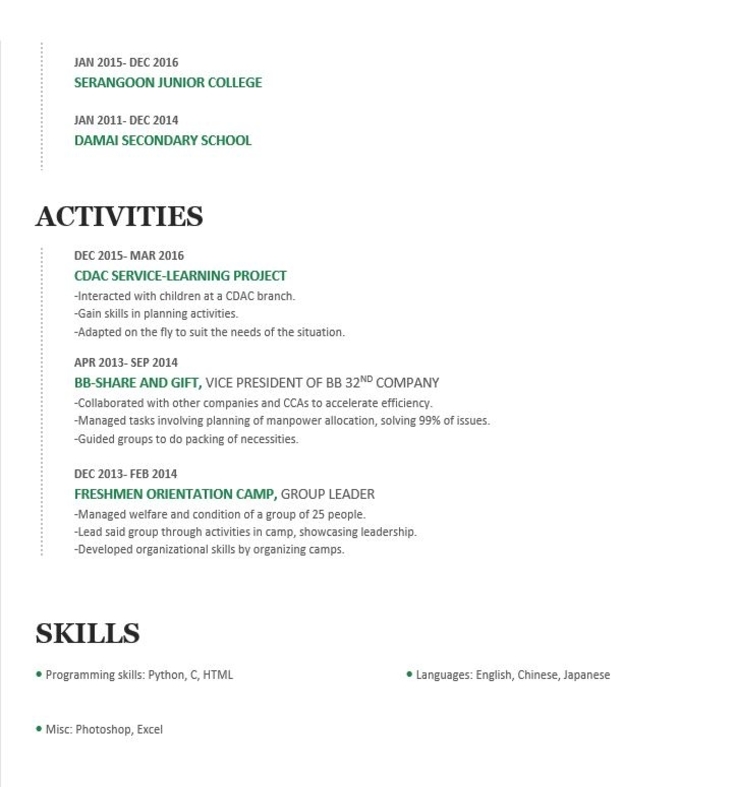 JAN 2015- DEC 2016
SERANGOON JUNIOR COLLEGE
JAN 2011- DEC 2014
DAMAI SECONDARY SCHOOL
ACTIVITIES
DEC 2015- MAR 2016
CDAC SERVICE-LEARNING PROJECT
-Interacted with children at a CDAC branch.
-Gain skills in planning activities.
-Adapted on the fly to suit the needs of the situation.
APR 2013- SEP 2014
BB-SHARE AND GIFT, VICE PRESIDENT OF BB 32ND COMPANY
-Collaborated with other companies and CCAs to accelerate efficiency.
-Managed tasks involving planning of manpower allocation, solving 99% of issues.
-Guided groups to do packing of necessities.
DEC 2013- FEB 2014
FRESHMEN ORIENTATION CAMP, GROUP LEADER
-Managed welfare and condition of a group of 25 people.
-Lead said group through activities in camp, showcasing leadership.
-Developed organizational skills by organizing camps.
SKILLS
• Programming skills: Python, C, HTML
• Languages: English, Chinese, Japanese
• Misc: Photoshop, Excel